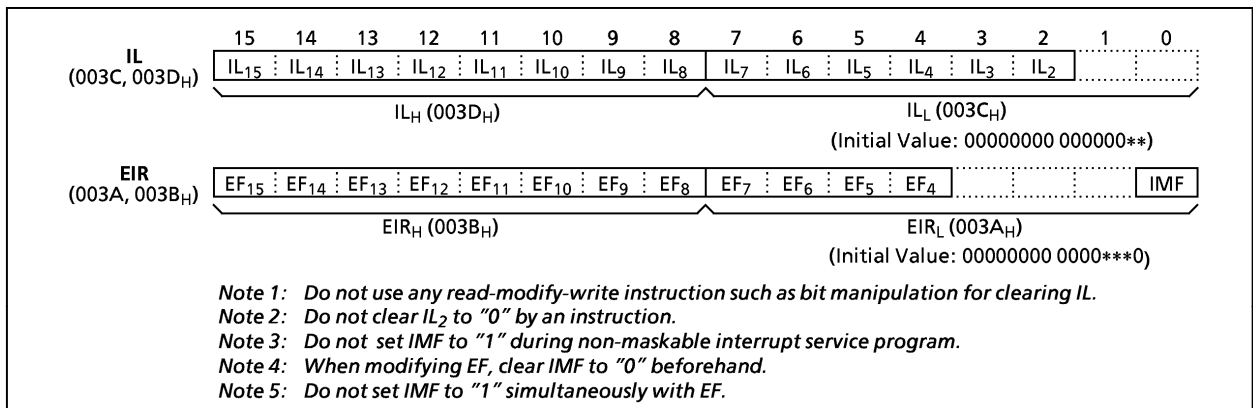 15 14 13 12 11 10 9 8 7 6 5 4 3 2 1 0
IL
(003C, 003DH)
IL15 IL14 IL13 IL12 IL11 IL10 IL9 IL8 IL7 IL6 IL5 IL4 IL3 IL2
ILH (003DH) ILL (003CH)
(Initial Value: 00000000 000000**)
EIR
(003A, 003BH)
EF15 EF14 EF13 EF12 EF11 EF10 EF9 EF8 EF7 EF6 EF5 EF4 IMF
EIRH (003BH) EIRL (003AH)
(Initial Value: 00000000 0000***0)
Note 1: Do not use any read-modify-write instruction such as bit manipulation for clearing IL.
Note 2: Do not clear IL2 to "0" by an instruction.
Note 3: Do not set IMF to "1" during non-maskable interrupt service program.
Note 4: When modifying EF, clear IMF to "0" beforehand.
Note 5: Do not set IMF to "1" simultaneously with EF.